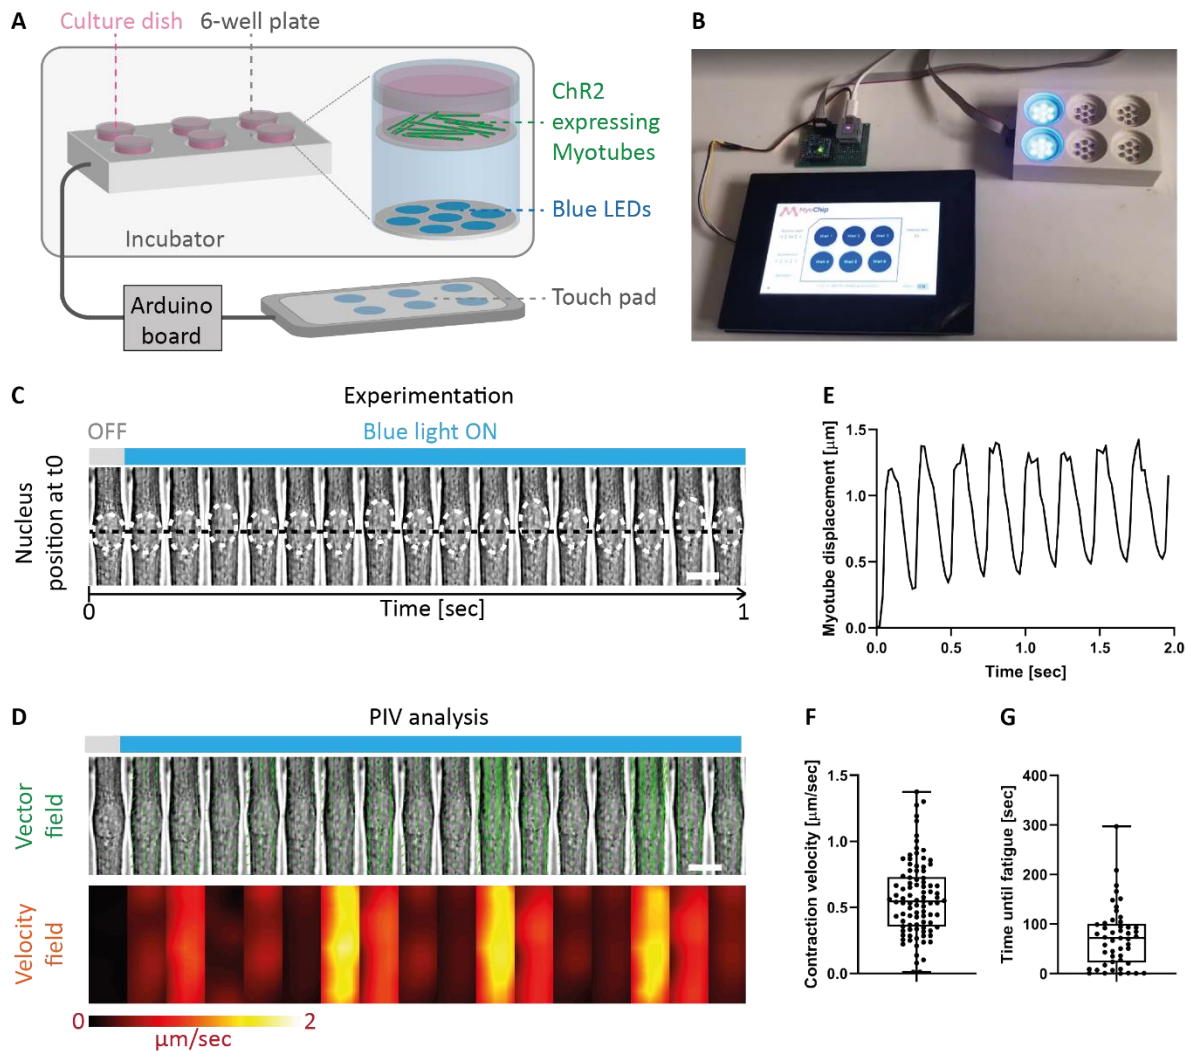 A
Culture dish
6-well plate
ChR2
expressing
Myotubes
Blue LEDs
Incubator
Arduino
board
Touch pad
B
MyoChip
Well 1
Well 2
Well 3
Well 4
Well 5
Well 6
C
Experimentation
OFF
Blue light ON
Nucleus
position at t0
0
Time [sec]
1
D
PIV analysis
Vector
field
Velocity
field
0
2
µm/sec
E
Myotube displacement [µm]
1.5
1.0
0.5
0.0
0.0
0.5
1.0
1.5
2.0
Time [sec]
F
Contraction velocity [µm/sec]
1.5
1.0
0.5
0.0
G
Time until fatigue [sec]
400
300
200
100
0